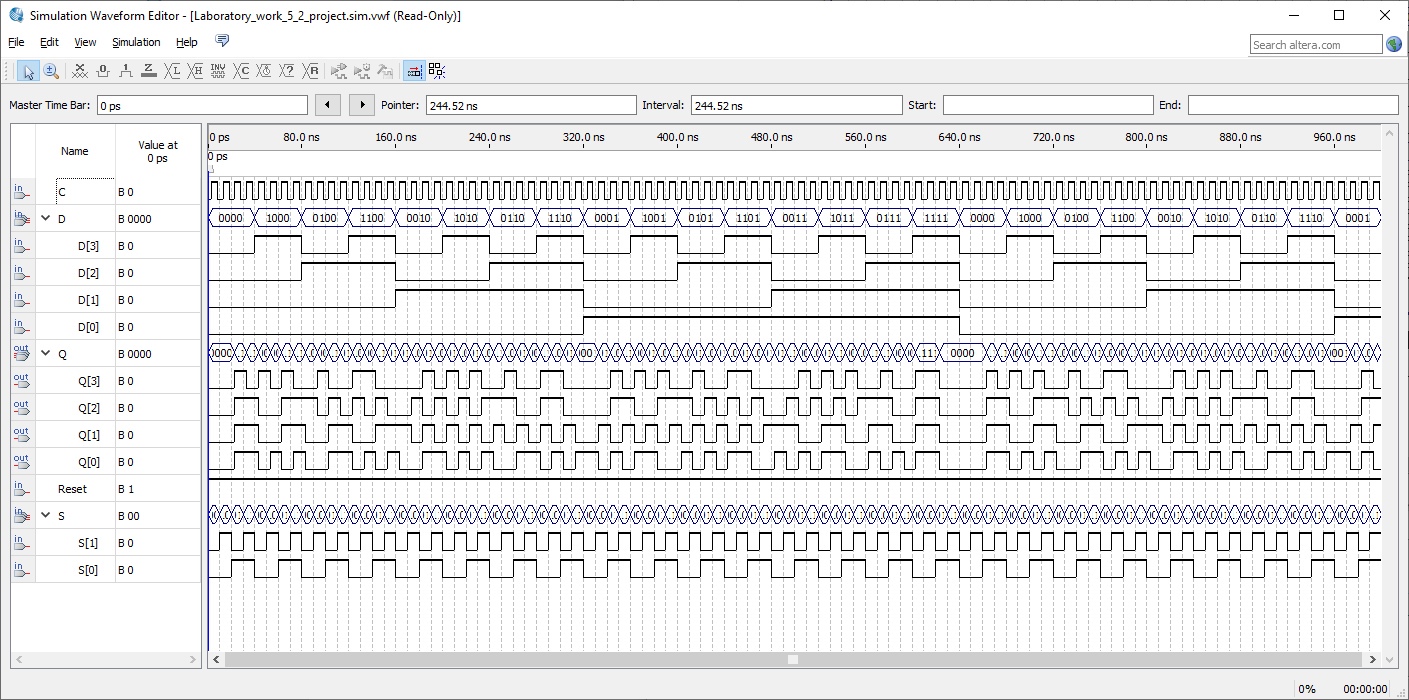 Simulation Waveform Editor - [Laboratory_work_5_2_project.sim.vwf (Read-Only)]
File Edit View Simulation Help
Search altera.com
Master Time Bar: 0 ps Pointer: 244.52 ns Interval: 244.52 ns Start: End:
Name Value at 0 ps
0 ps 80.0 ns 160.0 ns 240.0 ns 320.0 ns 400.0 ns 480.0 ns 560.0 ns 640.0 ns 720.0 ns 800.0 ns 880.0 ns 960.0 ns
0 ps
C B 0
D B 0000 0000 1000 0100 1100 0010 1010 0110 1110 0001 1001 0101 1101 0011 1011 0111 1111 0000 1000 0100 1100 0010 1010 0110 1110 0001
D[3] B 0
D[2] B 0
D[1] B 0
D[0] B 0
Q B 0000 0000
Q[3] B 0
Q[2] B 0
Q[1] B 0
Q[0] B 0
Reset B 1
S B 00
S[1] B 0
S[0] B 0
0% 00:00:00